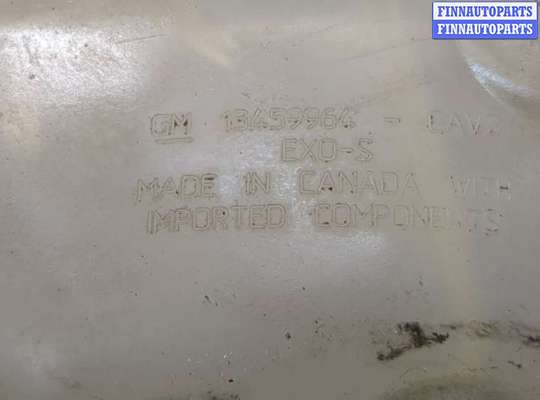 FINNAUTOPARTS
FINNAUTOPARTS
GM 13459964 - CAV2
EXO-S
MADE IN CANADA WITH
IMPORTED COMPONENTS